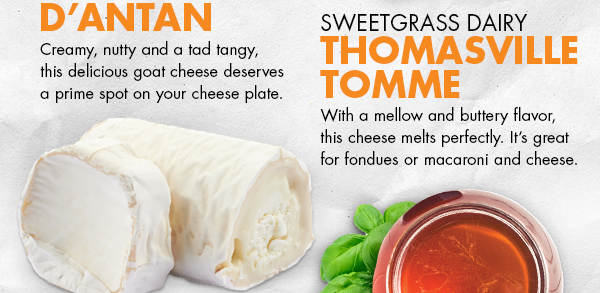 D'ANTAN
Creamy, nutty and a tad tangy,
this delicious goat cheese deserves
a prime spot on your cheese plate.
SWEETGRASS DAIRY
THOMASVILLE
TOMME
With a mellow and buttery flavor,
this cheese melts perfectly. It's great
for fondues or macaroni and cheese.